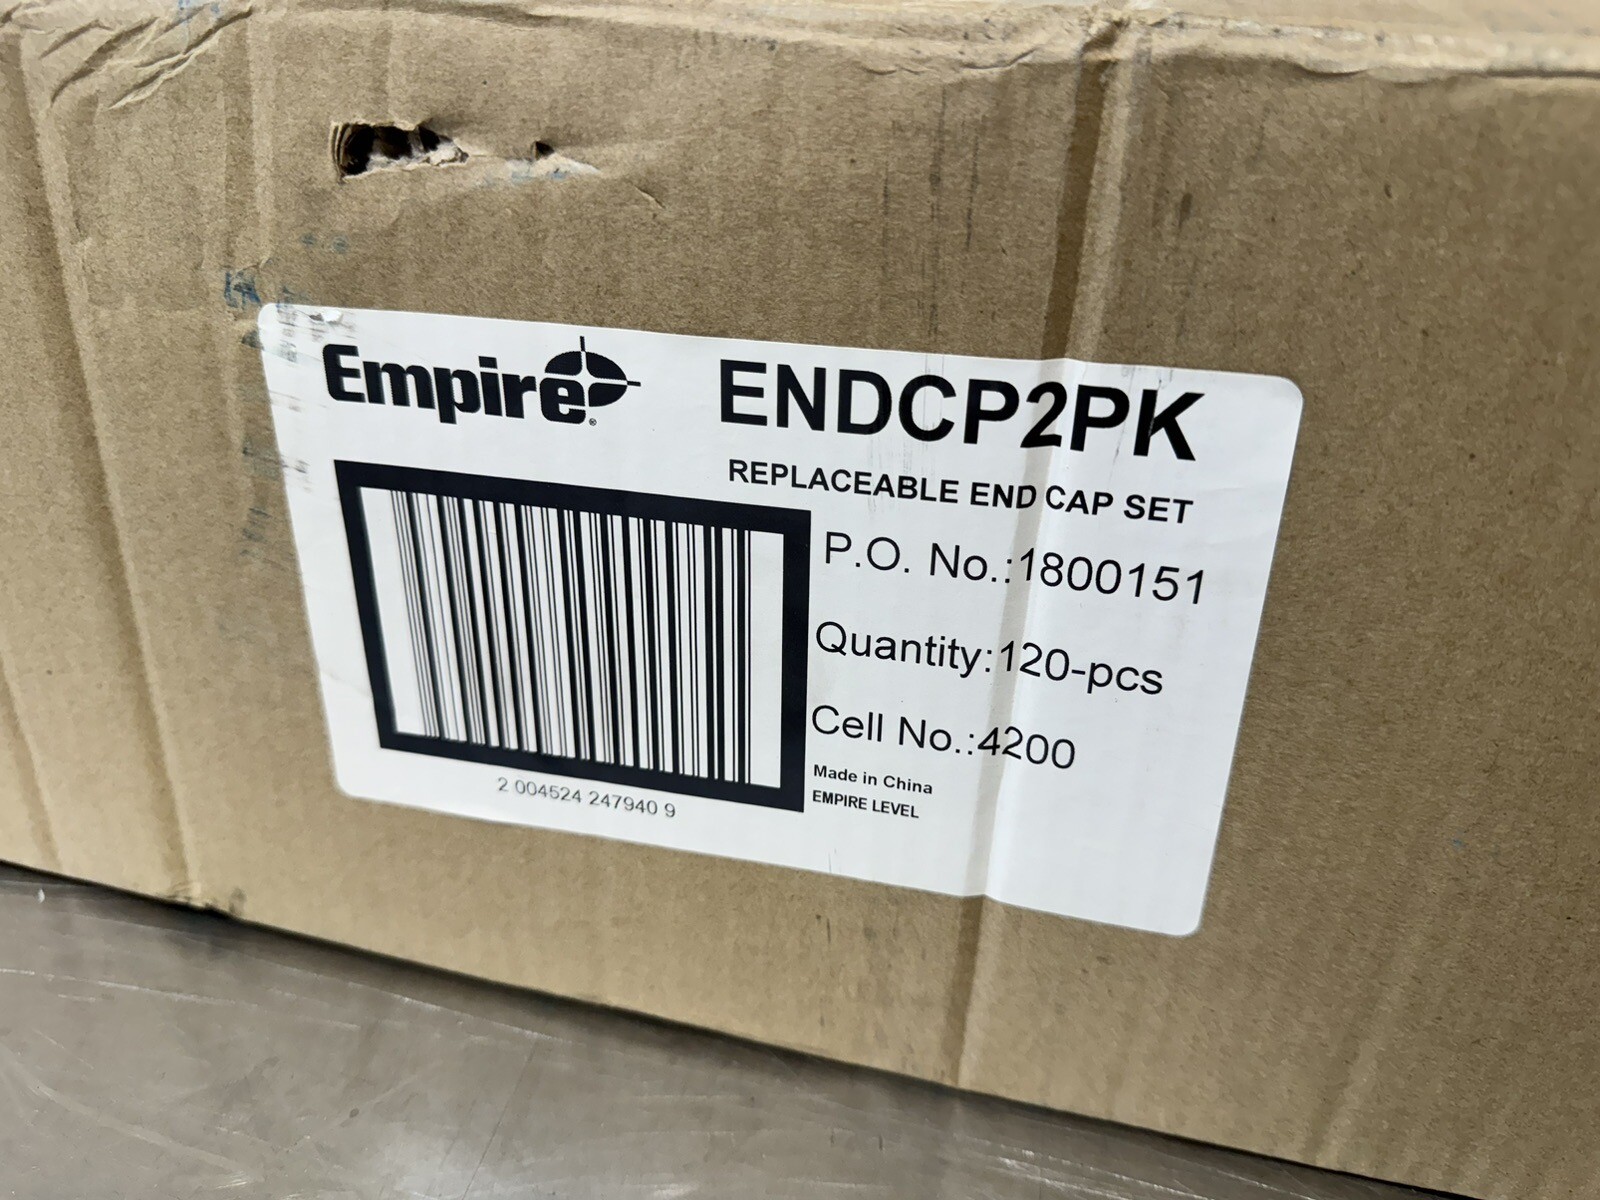 Empire®
ENDCP2PK
REPLACEABLE END CAP SET
P.O. No.:1800151
Quantity:120-pcs
Cell No.:4200
Made in China
EMPIRE LEVEL
2 004524 247940 9